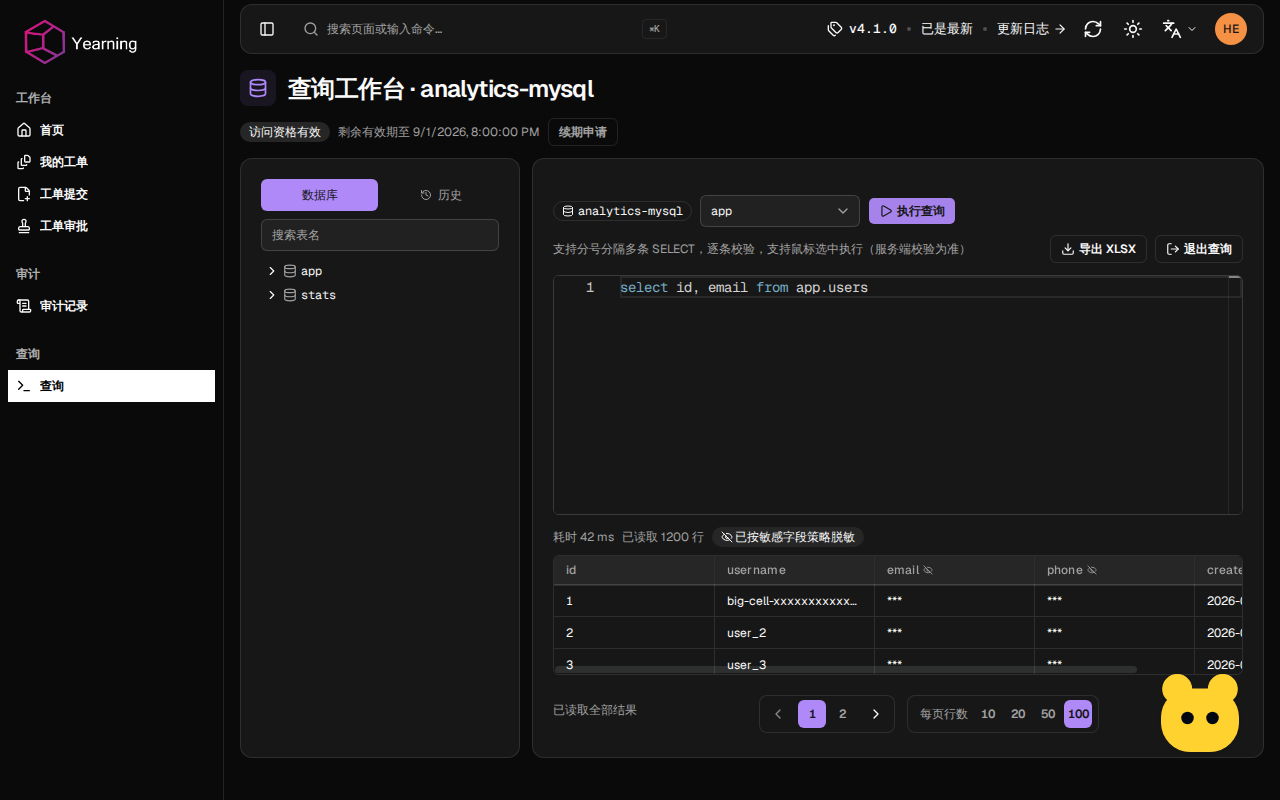 Yearning
工作台
首页
我的工单
工单提交
工单审批
审计
审计记录
查询
查询
搜索页面或输入命令...
⌘K
v4.1.0
已是最新
更新日志
HE
查询工作台 · analytics-mysql
访问资格有效
剩余有效期至 9/1/2026, 8:00:00 PM
续期申请
数据库
历史
搜索表名
app
stats
analytics-mysql
app
执行查询
支持分号分隔多条 SELECT，逐条校验，支持鼠标选中执行（服务端校验为准）
导出 XLSX
退出查询
1 select id, email from app.users
耗时 42 ms 已读取 1200 行 已按敏感字段策略脱敏
id username email phone create
1 big-cell-xxxxxxxxxxx... *** *** 2026-0
2 user_2 *** *** 2026-0
3 user_3 *** *** 2026-0
已读取全部结果
1 2
每页行数 10 20 50 100